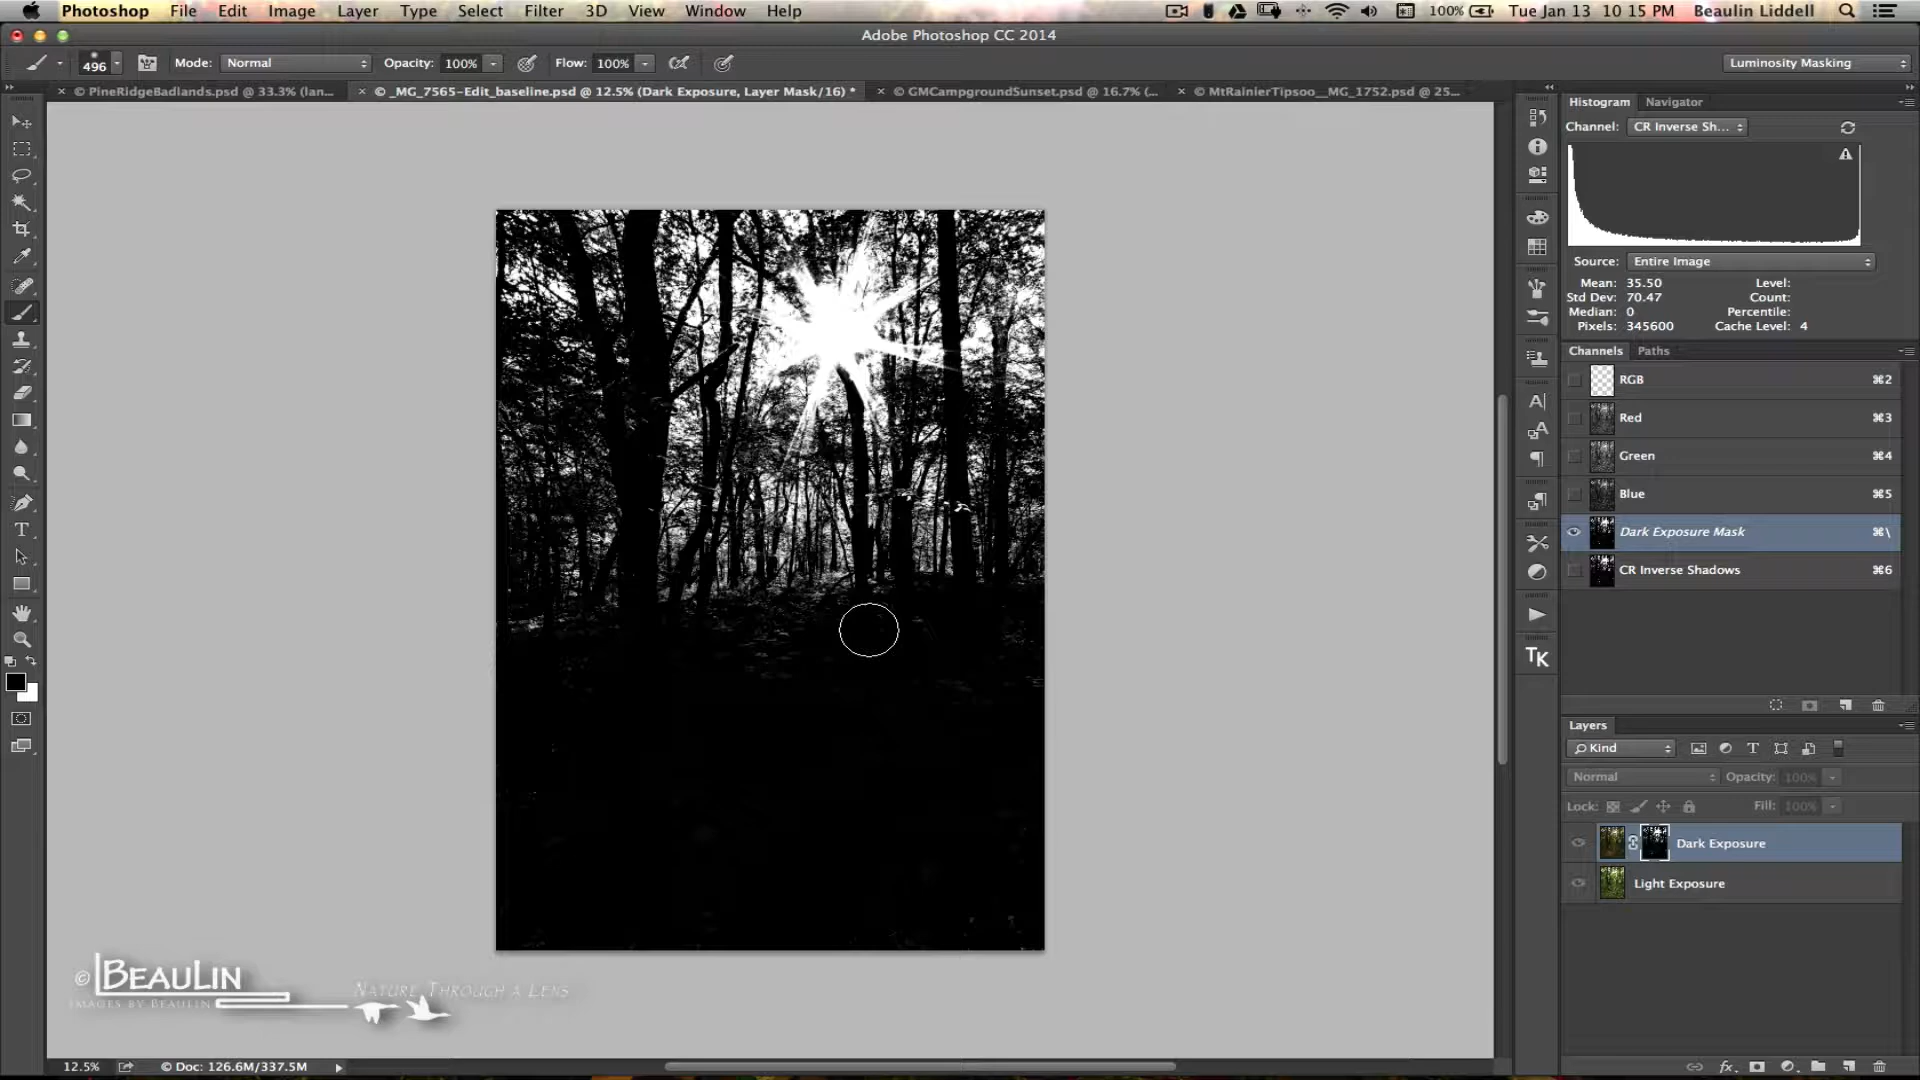 Photoshop File Edit Image Layer Type Select Filter 3D View Window Help 100% Tue Jan 13 10:15 PM Beaulin Liddell
Adobe Photoshop CC 2014
496 Mode: Normal Opacity: 100% Flow: 100% Luminosity Masking
© PineRidgeBadlands.psd @ 33.3% (lan... © _MG_7565-Edit_baseline.psd @ 12.5% (Dark Exposure, Layer Mask/16) * © GMCampgroundSunset.psd @ 16.7% (... © MtRainierTipsoo__MG_1752.psd @ 25...
Histogram Navigator
Channel: CR Inverse Sh...
Source: Entire Image
Mean: 35.50 Level:
Std Dev: 70.47 Count:
Median: 0 Percentile:
Pixels: 345600 Cache Level: 4
Channels Paths
RGB ⌘2
Red ⌘3
Green ⌘4
Blue ⌘5
Dark Exposure Mask ⌘\
CR Inverse Shadows ⌘6
TK
Layers
Kind
Normal Opacity: 100%
Lock: Fill: 100%
Dark Exposure
Light Exposure
© BEAULIN
IMAGES BY BEAULIN
NATURE THROUGH A LENS
12.5% © Doc: 126.6M/337.5M